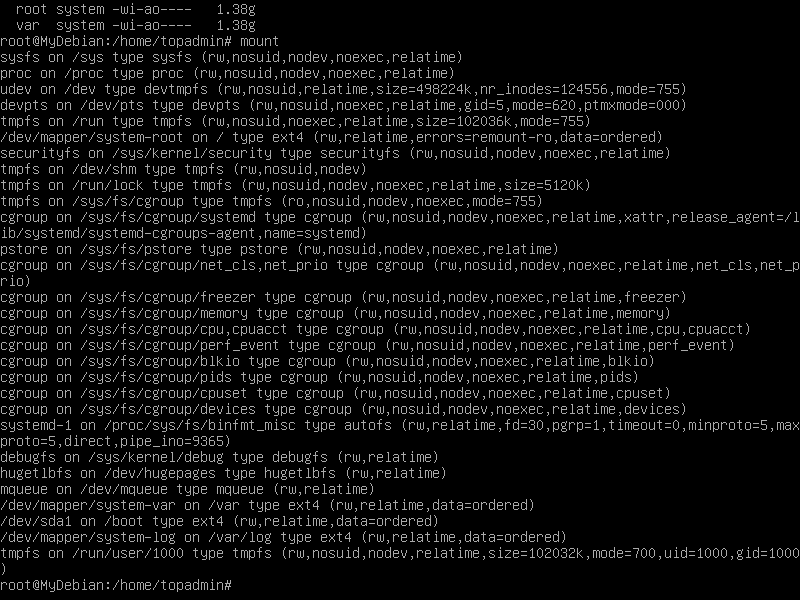 root system -wi-ao----   1.38g
  var  system -wi-ao----   1.38g
root@MyDebian:/home/topadmin# mount
sysfs on /sys type sysfs (rw,nosuid,nodev,noexec,relatime)
proc on /proc type proc (rw,nosuid,nodev,noexec,relatime)
udev on /dev type devtmpfs (rw,nosuid,relatime,size=498224k,nr_inodes=124556,mode=755)
devpts on /dev/pts type devpts (rw,nosuid,noexec,relatime,gid=5,mode=620,ptmxmode=000)
tmpfs on /run type tmpfs (rw,nosuid,noexec,relatime,size=102036k,mode=755)
/dev/mapper/system-root on / type ext4 (rw,relatime,errors=remount-ro,data=ordered)
securityfs on /sys/kernel/security type securityfs (rw,nosuid,nodev,noexec,relatime)
tmpfs on /dev/shm type tmpfs (rw,nosuid,nodev)
tmpfs on /run/lock type tmpfs (rw,nosuid,nodev,noexec,relatime,size=5120k)
tmpfs on /sys/fs/cgroup type tmpfs (ro,nosuid,nodev,noexec,mode=755)
cgroup on /sys/fs/cgroup/systemd type cgroup (rw,nosuid,nodev,noexec,relatime,xattr,release_agent=/l
ib/systemd/systemd-cgroups-agent,name=systemd)
pstore on /sys/fs/pstore type pstore (rw,nosuid,nodev,noexec,relatime)
cgroup on /sys/fs/cgroup/net_cls,net_prio type cgroup (rw,nosuid,nodev,noexec,relatime,net_cls,net_p
rio)
cgroup on /sys/fs/cgroup/freezer type cgroup (rw,nosuid,nodev,noexec,relatime,freezer)
cgroup on /sys/fs/cgroup/memory type cgroup (rw,nosuid,nodev,noexec,relatime,memory)
cgroup on /sys/fs/cgroup/cpu,cpuacct type cgroup (rw,nosuid,nodev,noexec,relatime,cpu,cpuacct)
cgroup on /sys/fs/cgroup/perf_event type cgroup (rw,nosuid,nodev,noexec,relatime,perf_event)
cgroup on /sys/fs/cgroup/blkio type cgroup (rw,nosuid,nodev,noexec,relatime,blkio)
cgroup on /sys/fs/cgroup/pids type cgroup (rw,nosuid,nodev,noexec,relatime,pids)
cgroup on /sys/fs/cgroup/cpuset type cgroup (rw,nosuid,nodev,noexec,relatime,cpuset)
cgroup on /sys/fs/cgroup/devices type cgroup (rw,nosuid,nodev,noexec,relatime,devices)
systemd-1 on /proc/sys/fs/binfmt_misc type autofs (rw,relatime,fd=30,pgrp=1,timeout=0,minproto=5,max
proto=5,direct,pipe_ino=9365)
debugfs on /sys/kernel/debug type debugfs (rw,relatime)
hugetlbfs on /dev/hugepages type hugetlbfs (rw,relatime)
mqueue on /dev/mqueue type mqueue (rw,relatime)
/dev/mapper/system-var on /var type ext4 (rw,relatime,data=ordered)
/dev/sda1 on /boot type ext4 (rw,relatime,data=ordered)
/dev/mapper/system-log on /var/log type ext4 (rw,relatime,data=ordered)
tmpfs on /run/user/1000 type tmpfs (rw,nosuid,nodev,relatime,size=102032k,mode=700,uid=1000,gid=1000
)
root@MyDebian:/home/topadmin#